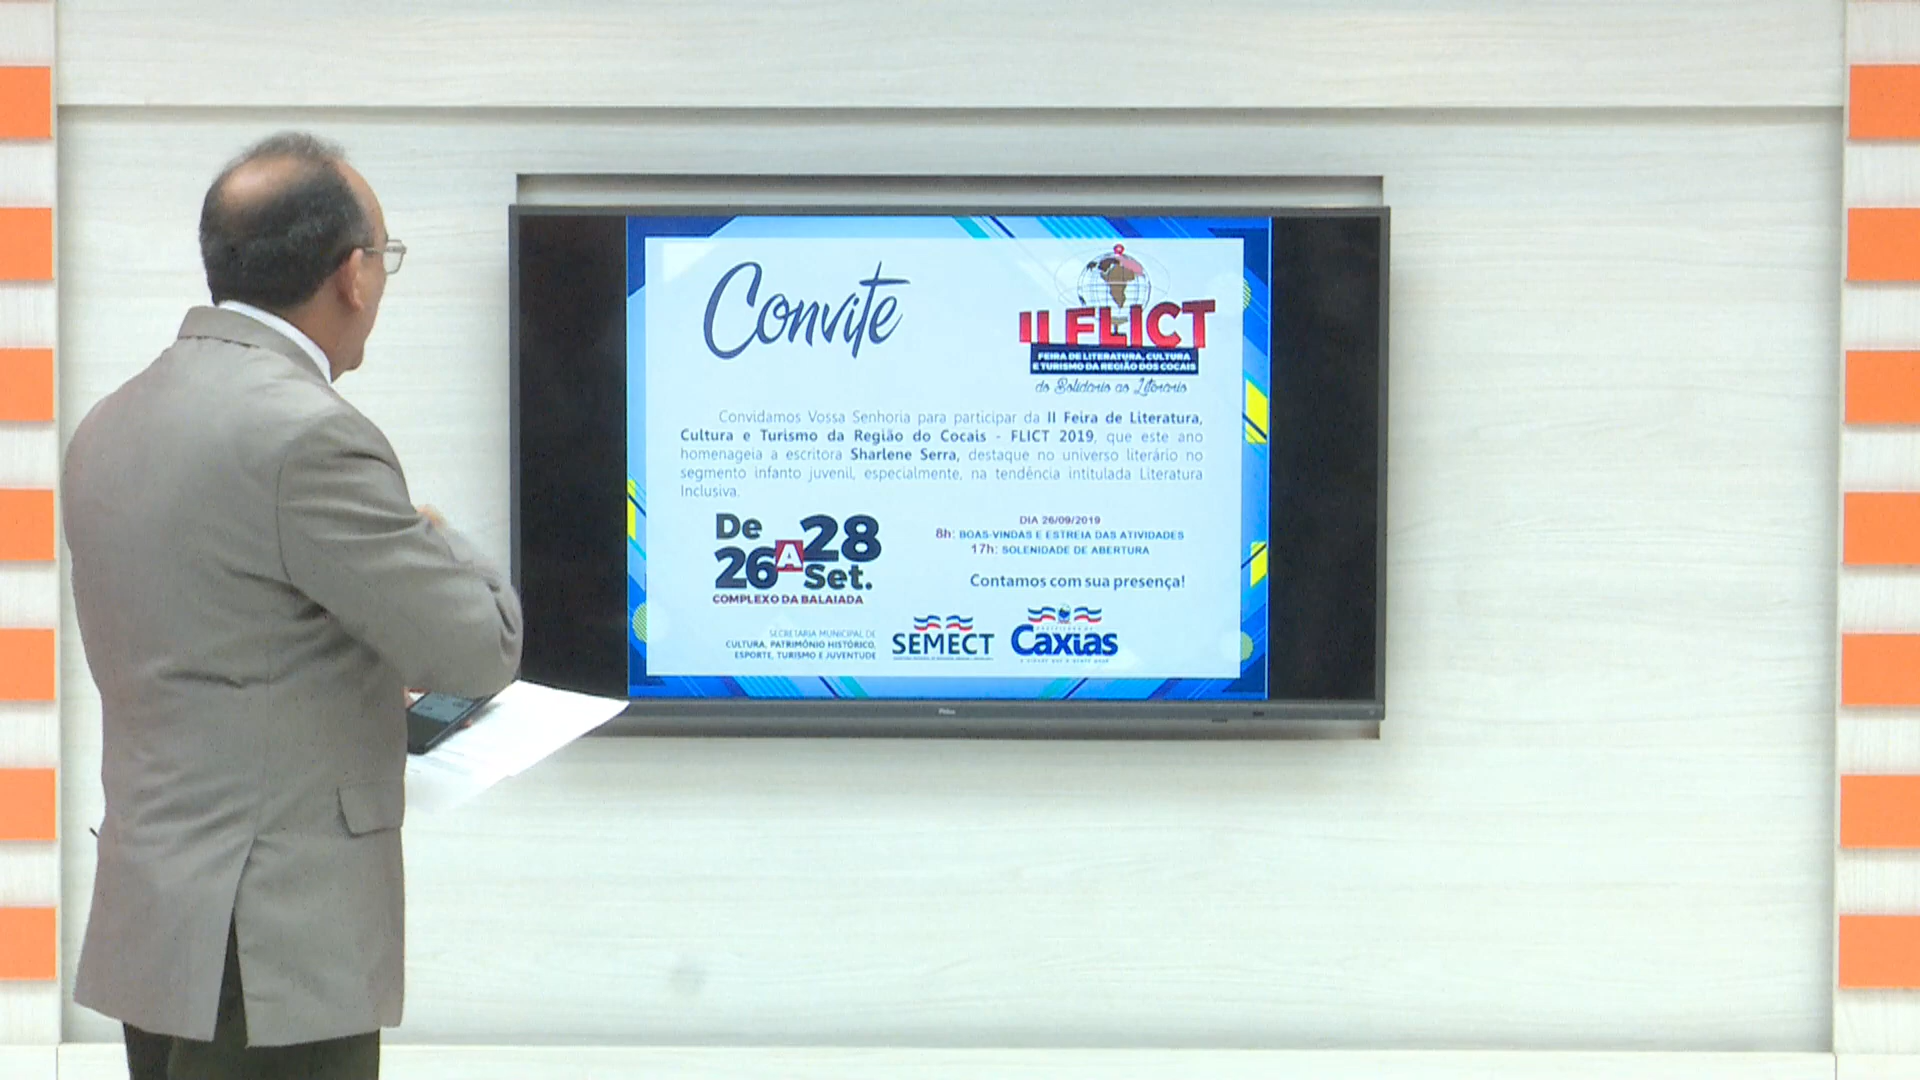 Convite
II FLICT
FEIRA DE LITERATURA, CULTURA
E TURISMO DA REGIÃO DOS COCAIS
do Solidário ao Literário
Convidamos Vossa Senhoria para participar da II Feira de Literatura,
Cultura e Turismo da Região do Cocais - FLICT 2019, que este ano
homenageia a escritora Sharlene Serra, destaque no universo literário no
segmento infanto juvenil, especialmente, na tendência intitulada Literatura
Inclusiva.
De
26 A 28
Set.
COMPLEXO DA BALAIADA
DIA 26/09/2019
8h: BOAS-VINDAS E ESTREIA DAS ATIVIDADES
17h: SOLENIDADE DE ABERTURA
Contamos com sua presença!
SECRETARIA MUNICIPAL DE
CULTURA, PATRIMÔNIO HISTÓRICO,
ESPORTE, TURISMO E JUVENTUDE
SEMECT
Caxias